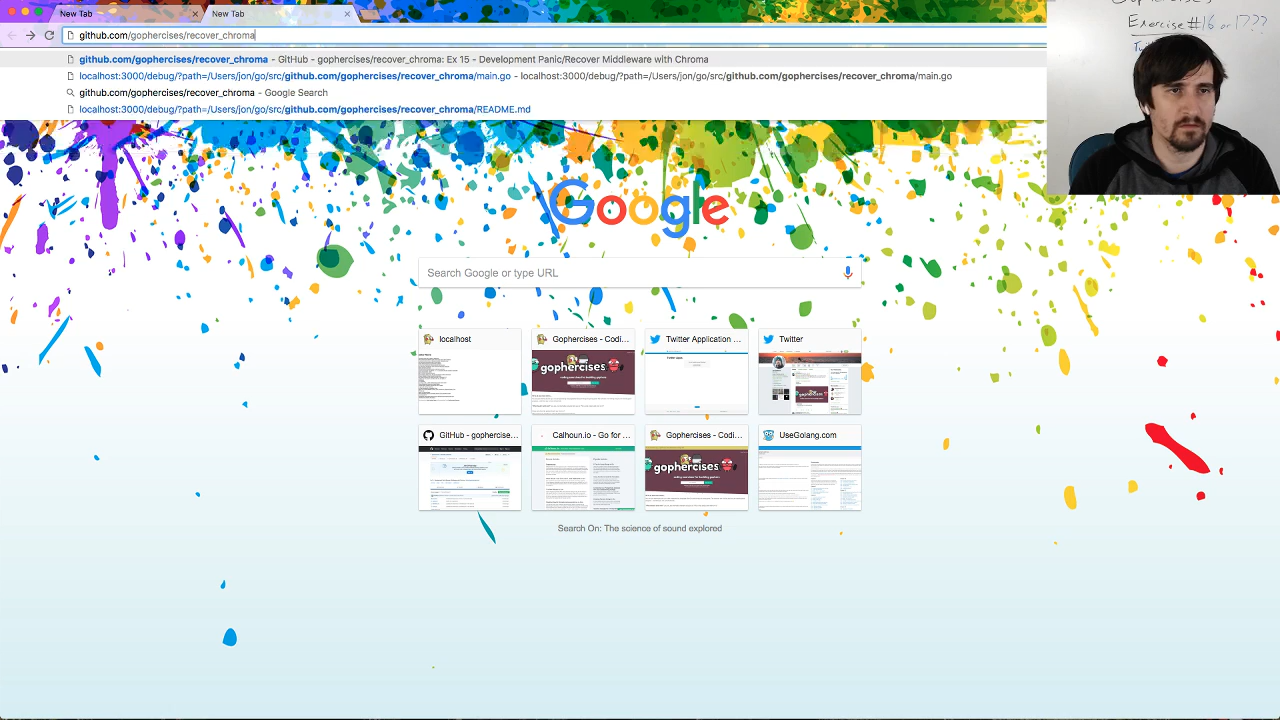 New Tab
New Tab
github.com/gophercises/recover_chroma
github.com/gophercises/recover_chroma - GitHub - gophercises/recover_chroma: Ex 15 - Development Panic/Recover Middleware with Chroma
localhost:3000/debug/?path=/Users/jon/go/src/github.com/gophercises/recover_chroma/main.go - localhost:3000/debug/?path=/Users/jon/go/src/github.com/gophercises/recover_chroma/main.go
github.com/gophercises/recover_chroma - Google Search
localhost:3000/debug/?path=/Users/jon/go/src/github.com/gophercises/recover_chroma/README.md
Exercise #16
Google
Search Google or type URL
localhost
Gophercises - Codi...
Twitter Application ...
Twitter
gophercises
GitHub - gophercise...
Calhoun.io - Go for ...
Gophercises - Codi...
UseGolang.com
gophercises
Search On: The science of sound explored